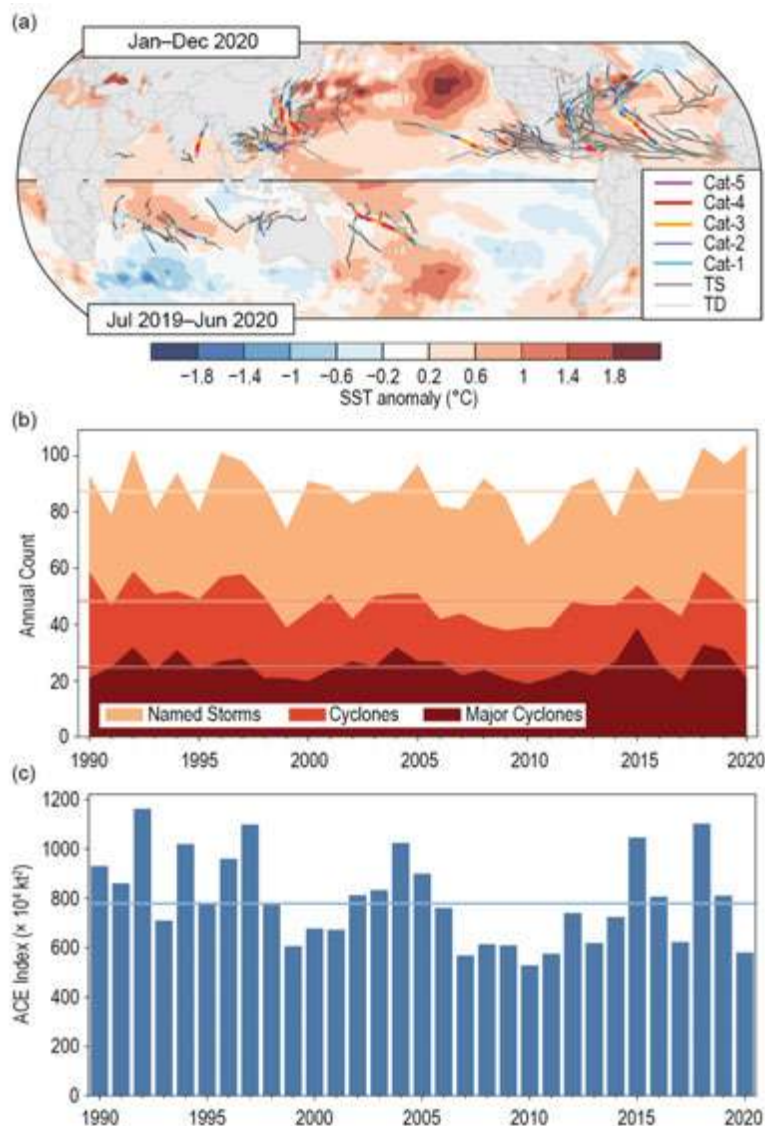 (a)
Jan–Dec 2020
Cat-5
Cat-4
Cat-3
Cat-2
Cat-1
TS
TD
Jul 2019–Jun 2020
−1.8 −1.4 −1 −0.6 −0.2 0.2 0.6 1 1.4 1.8
SST anomaly (°C)
(b)
100
80
60
40
20
0
Annual Count
Named Storms Cyclones Major Cyclones
1990 1995 2000 2005 2010 2015 2020
(c)
1200
1000
800
600
400
200
0
ACE Index (× 10⁴ kt²)
1990 1995 2000 2005 2010 2015 2020